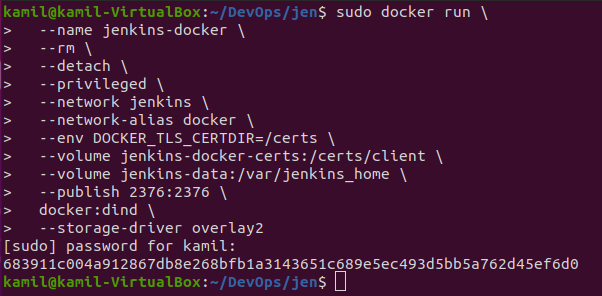 kamil@kamil-VirtualBox:~/DevOps/jen$ sudo docker run \
>   --name jenkins-docker \
>   --rm \
>   --detach \
>   --privileged \
>   --network jenkins \
>   --network-alias docker \
>   --env DOCKER_TLS_CERTDIR=/certs \
>   --volume jenkins-docker-certs:/certs/client \
>   --volume jenkins-data:/var/jenkins_home \
>   --publish 2376:2376 \
>   docker:dind \
>   --storage-driver overlay2
[sudo] password for kamil:
683911c004a912867db8e268bfb1a3143651c689e5ec493d5bb5a762d45ef6d0
kamil@kamil-VirtualBox:~/DevOps/jen$